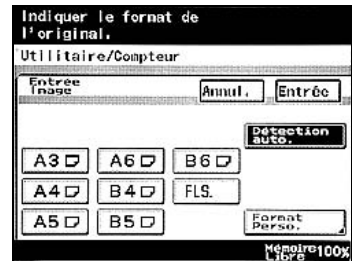 Indiquer le format de
l'original.
Utilitaire/Compteur
Entrée
Image
Annul. Entrée
Détection
auto.
A3 A6 B6
A4 B4 FLS.
A5 B5
Format
Perso.
Mémoire 100%
Libre